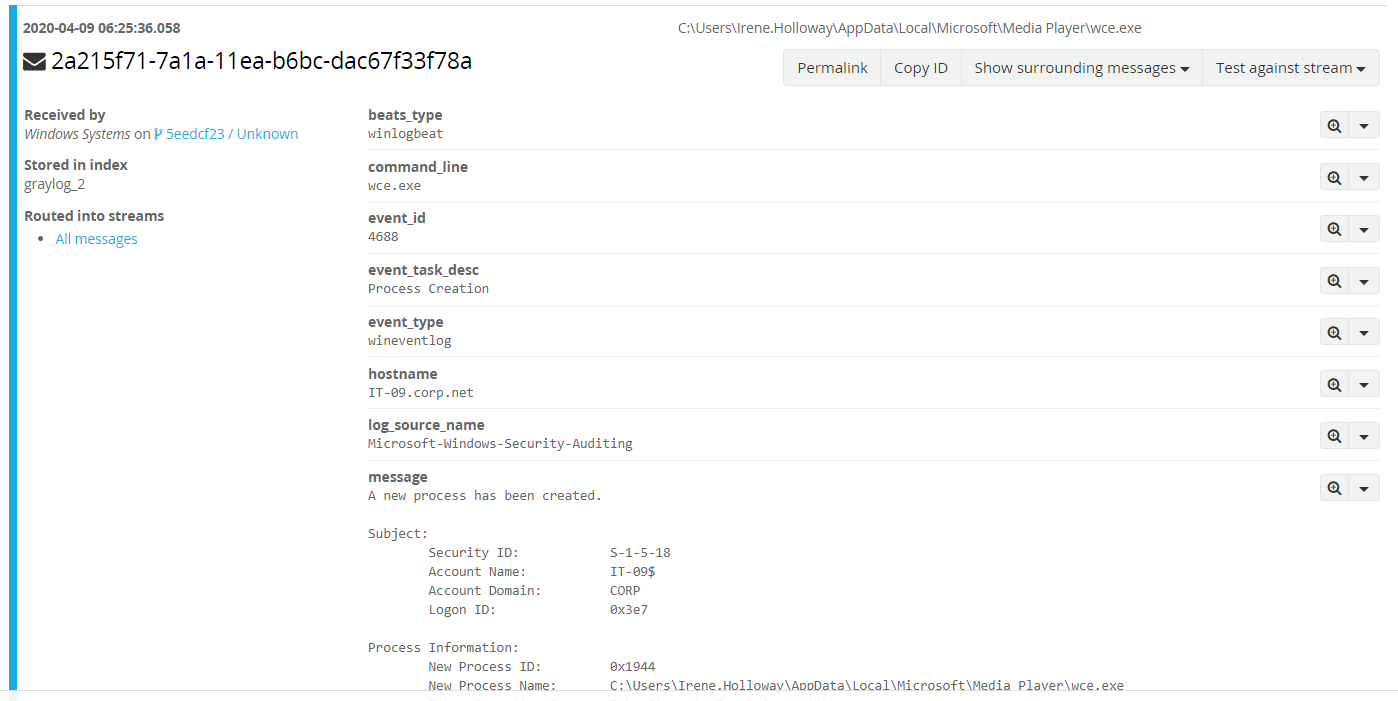 2020-04-09 06:25:36.058
C:\Users\Irene.Holloway\AppData\Local\Microsoft\Media Player\wce.exe
2a215f71-7a1a-11ea-b6bc-dac67f33f78a
Permalink
Copy ID
Show surrounding messages
Test against stream
Received by
Windows Systems on 5eedcf23 / Unknown
Stored in index
graylog_2
Routed into streams
• All messages
beats_type
winlogbeat
command_line
wce.exe
event_id
4688
event_task_desc
Process Creation
event_type
wineventlog
hostname
IT-09.corp.net
log_source_name
Microsoft-Windows-Security-Auditing
message
A new process has been created.
Subject:
Security ID: S-1-5-18
Account Name: IT-09$
Account Domain: CORP
Logon ID: 0x3e7
Process Information:
New Process ID: 0x1944
New Process Name: C:\Users\Irene.Holloway\AppData\Local\Microsoft\Media Player\wce.exe